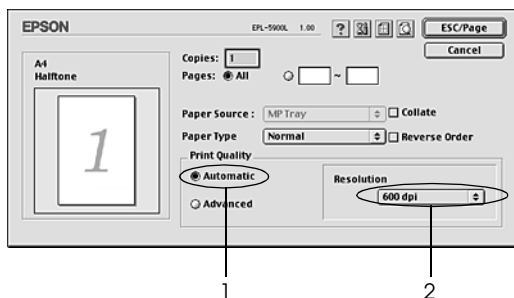 EPSON
EPL-5900L 1.00
?
ESC/Page
Cancel
A4
Halftone
1
Copies: 1
Pages: All ~
Paper Source : MP Tray Collate
Paper Type Normal Reverse Order
Print Quality
Automatic
Advanced
Resolution
600 dpi
1 2